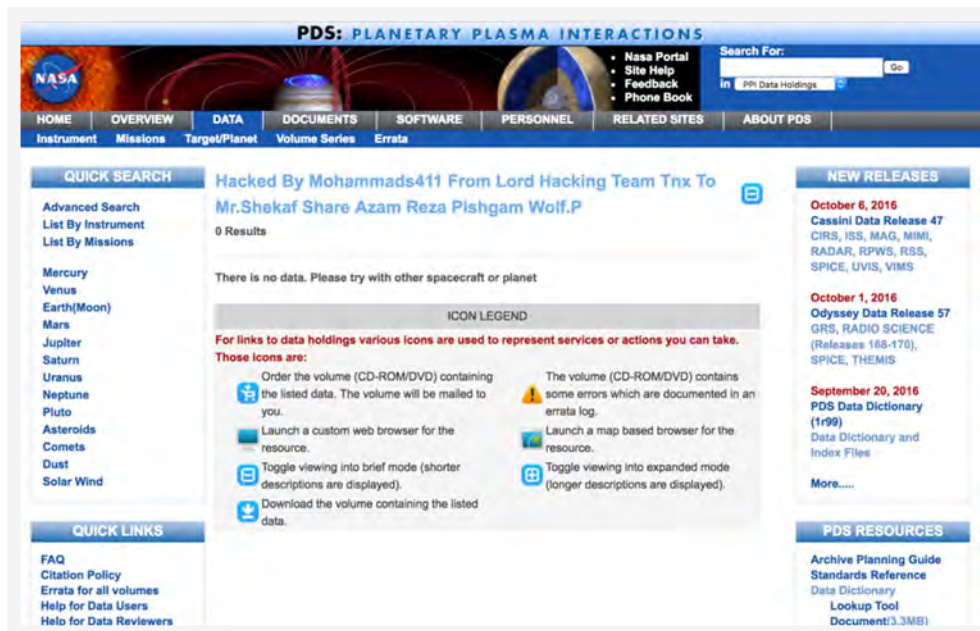 PDS: PLANETARY PLASMA INTERACTIONS
NASA
• Nasa Portal
• Site Help
• Feedback
• Phone Book
Search For:
Go
in PPI Data Holdings
HOME OVERVIEW DATA DOCUMENTS SOFTWARE PERSONNEL RELATED SITES ABOUT PDS
Instrument Missions Target/Planet Volume Series Errata
QUICK SEARCH
Advanced Search
List By Instrument
List By Missions
Mercury
Venus
Earth(Moon)
Mars
Jupiter
Saturn
Uranus
Neptune
Pluto
Asteroids
Comets
Dust
Solar Wind
QUICK LINKS
FAQ
Citation Policy
Errata for all volumes
Help for Data Users
Help for Data Reviewers
Hacked By Mohammads411 From Lord Hacking Team Tnx To
Mr.Shekaf Share Azam Reza Pishgam Wolf.P
0 Results
There is no data. Please try with other spacecraft or planet
ICON LEGEND
For links to data holdings various icons are used to represent services or actions you can take.
Those icons are:
Order the volume (CD-ROM/DVD) containing
the listed data. The volume will be mailed to
you.
The volume (CD-ROM/DVD) contains
some errors which are documented in an
errata log.
Launch a custom web browser for the
resource.
Launch a map based browser for the
resource.
Toggle viewing into brief mode (shorter
descriptions are displayed).
Toggle viewing into expanded mode
(longer descriptions are displayed).
Download the volume containing the listed
data.
NEW RELEASES
October 6, 2016
Cassini Data Release 47
CIRS, ISS, MAG, MIMI,
RADAR, RPWS, RSS,
SPICE, UVIS, VIMS
October 1, 2016
Odyssey Data Release 57
GRS, RADIO SCIENCE
(Releases 168-170),
SPICE, THEMIS
September 20, 2016
PDS Data Dictionary
(1r99)
Data Dictionary and
Index Files
More.....
PDS RESOURCES
Archive Planning Guide
Standards Reference
Data Dictionary
Lookup Tool
Document(3.3MB)